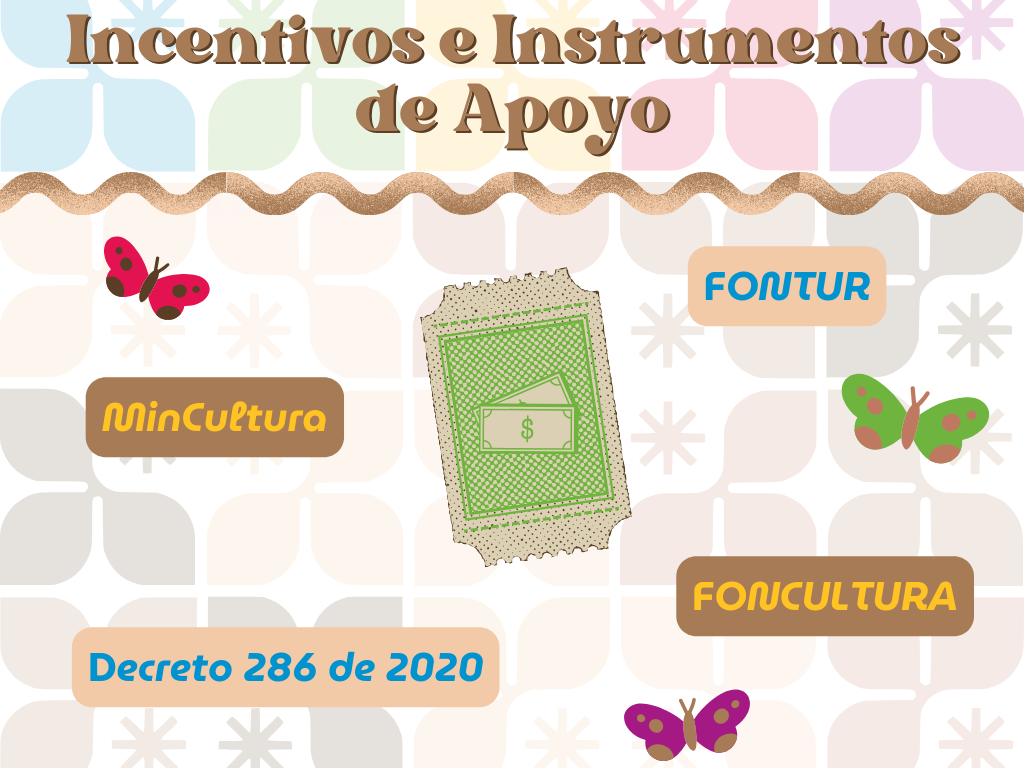 Incentivos e Instrumentos
de Apoyo
FONTUR
MinCultura
$
FONCULTURA
Decreto 286 de 2020